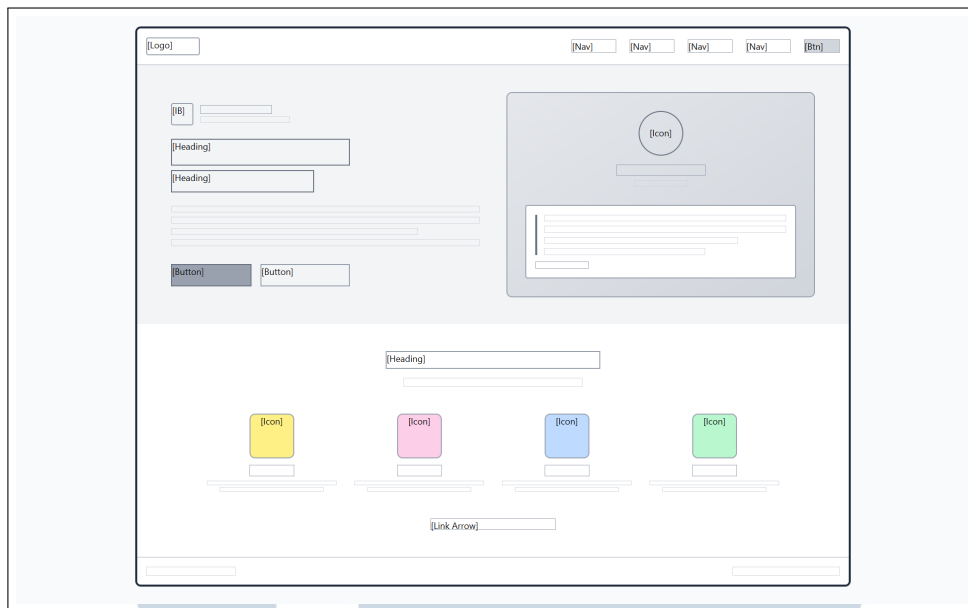 [Logo]
[Nav] [Nav] [Nav] [Nav] [Btn]
[IB]
[Heading]
[Heading]
[Button] [Button]
[Icon]
[Heading]
[Icon] [Icon] [Icon] [Icon]
[Link Arrow]